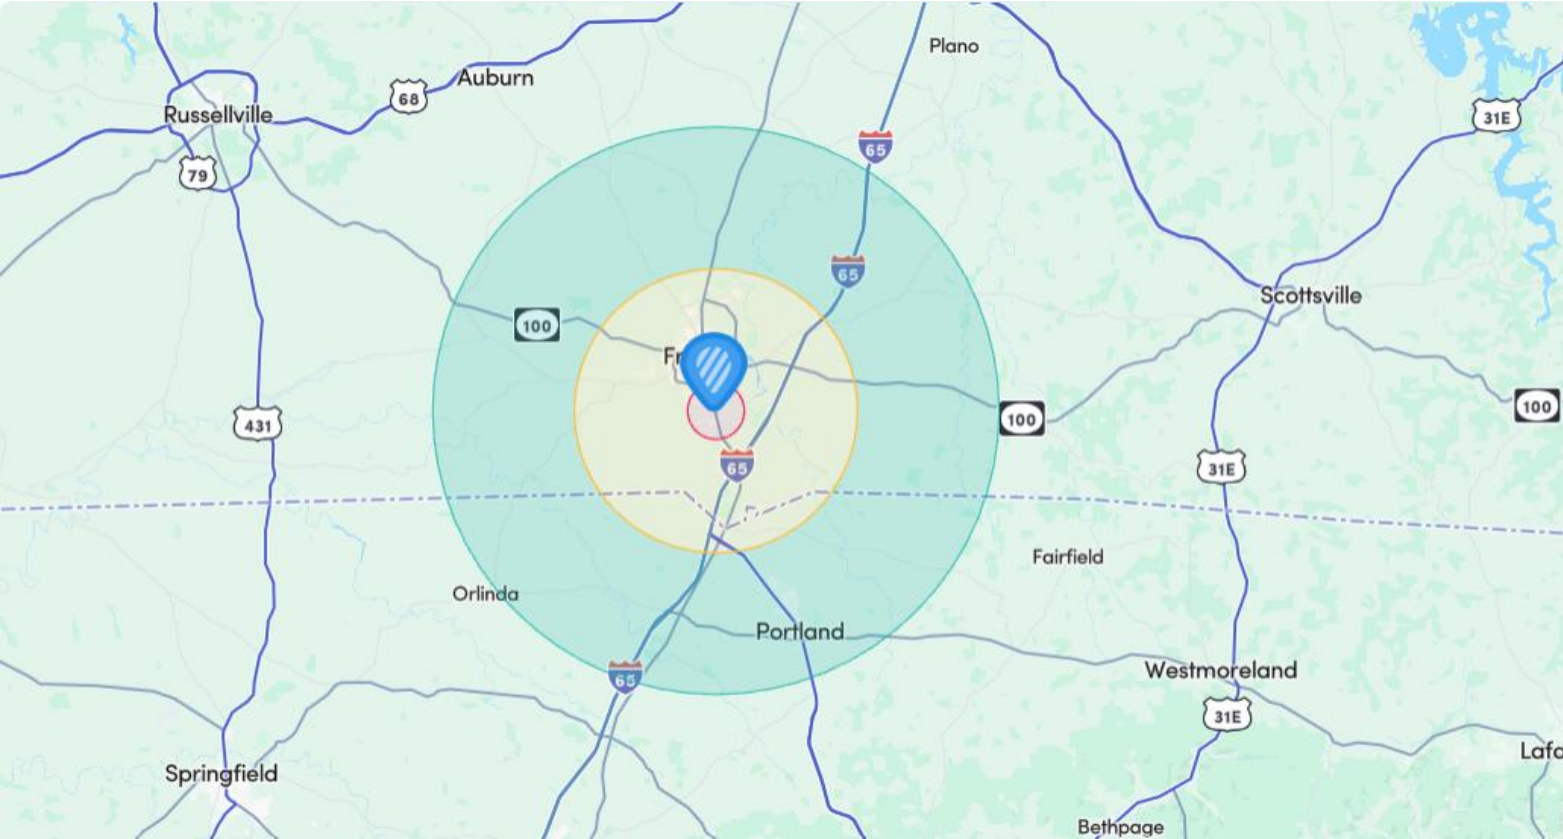 Plano
Auburn
68
Russellville
31E
65
79
65
Scottsville
100
Fr
100
100
431
65
31E
Fairfield
Orlinda
Portland
Westmoreland
65
31E
Lafa
Springfield
Bethpage